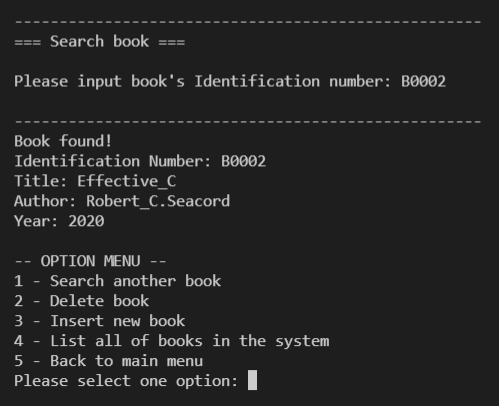 ----------------------------------------------------
=== Search book ===
Please input book's Identification number: B0002
----------------------------------------------------
Book found!
Identification Number: B0002
Title: Effective_C
Author: Robert_C.Seacord
Year: 2020
-- OPTION MENU --
1 - Search another book
2 - Delete book
3 - Insert new book
4 - List all of books in the system
5 - Back to main menu
Please select one option: